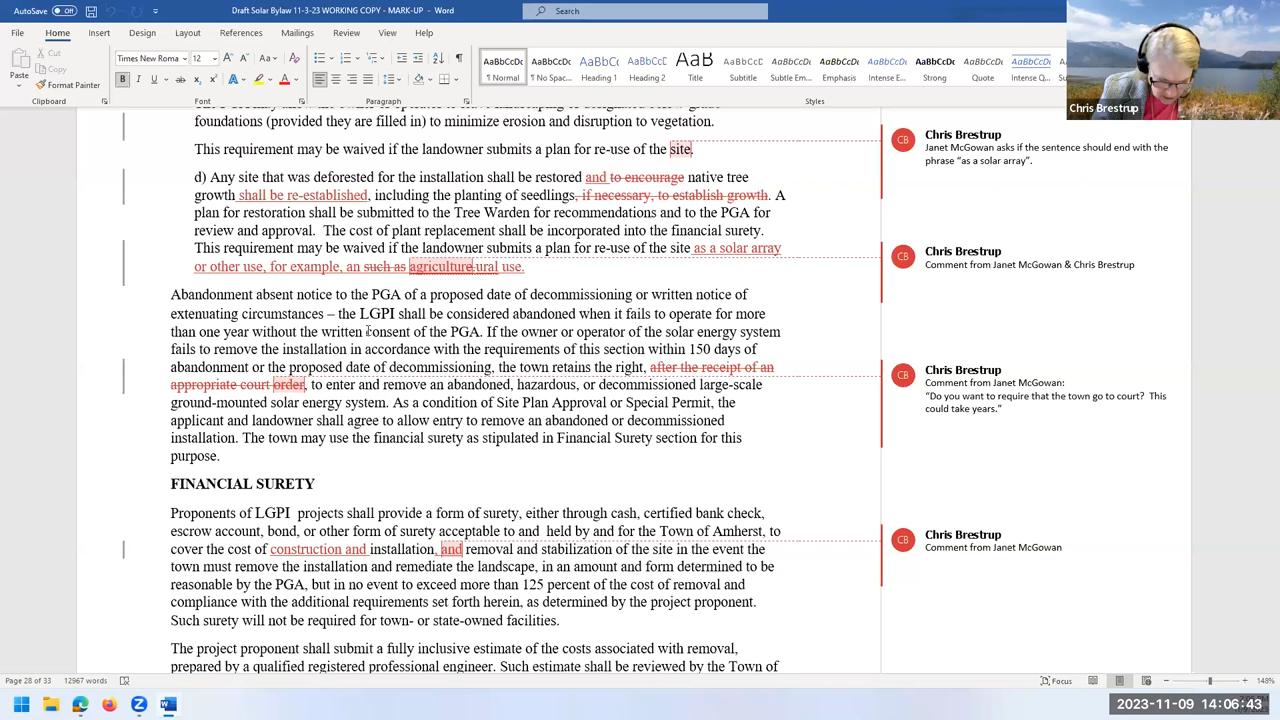 AutoSave Off
Draft Solar Bylaw 11-3-23 WORKING COPY - MARK-UP - Word
Search
File Home Insert Design Layout References Mailings Review View Help
Paste
Cut
Copy
Format Painter
Clipboard
Times New Roma 12
Font
Paragraph
AaBbCcDc AaBbCcDc AaBbCc AaBbCcD AaB AaBbCcD AaBbCcDc AaBbCcDc AaBbCcDc AaBbCcDc AaBbCcDc AaBbCcDc
¶ Normal ¶ No Spac... Heading 1 Heading 2 Title Subtitle Subtle Em... Emphasis Intense E... Strong Quote Intense Q...
Styles
Chris Brestrup
foundations (provided they are filled in) to minimize erosion and disruption to vegetation.
This requirement may be waived if the landowner submits a plan for re-use of the site.
d) Any site that was deforested for the installation shall be restored and to encourage native tree
growth shall be re-established, including the planting of seedlings, if necessary, to establish growth. A
plan for restoration shall be submitted to the Tree Warden for recommendations and to the PGA for
review and approval.  The cost of plant replacement shall be incorporated into the financial surety.
This requirement may be waived if the landowner submits a plan for re-use of the site as a solar array
or other use, for example, an such as agriculture.ural use.
Abandonment absent notice to the PGA of a proposed date of decommissioning or written notice of
extenuating circumstances – the LGPI shall be considered abandoned when it fails to operate for more
than one year without the written consent of the PGA. If the owner or operator of the solar energy system
fails to remove the installation in accordance with the requirements of this section within 150 days of
abandonment or the proposed date of decommissioning, the town retains the right, after the receipt of an
appropriate court order, to enter and remove an abandoned, hazardous, or decommissioned large-scale
ground-mounted solar energy system. As a condition of Site Plan Approval or Special Permit, the
applicant and landowner shall agree to allow entry to remove an abandoned or decommissioned
installation. The town may use the financial surety as stipulated in Financial Surety section for this
purpose.
FINANCIAL SURETY
Proponents of LGPI  projects shall provide a form of surety, either through cash, certified bank check,
escrow account, bond, or other form of surety acceptable to and  held by and for the Town of Amherst, to
cover the cost of construction and installation, and removal and stabilization of the site in the event the
town must remove the installation and remediate the landscape, in an amount and form determined to be
reasonable by the PGA, but in no event to exceed more than 125 percent of the cost of removal and
compliance with the additional requirements set forth herein, as determined by the project proponent.
Such surety will not be required for town- or state-owned facilities.
The project proponent shall submit a fully inclusive estimate of the costs associated with removal,
prepared by a qualified registered professional engineer. Such estimate shall be reviewed by the Town of
CB Chris Brestrup
Janet McGowan asks if the sentence should end with the
phrase "as a solar array".
CB Chris Brestrup
Comment from Janet McGowan & Chris Brestrup
CB Chris Brestrup
Comment from Janet McGowan:
"Do you want to require that the town go to court?  This
could take years."
CB Chris Brestrup
Comment from Janet McGowan
Page 28 of 33 12967 words
Focus
148%
2023-11-09 14:06:43